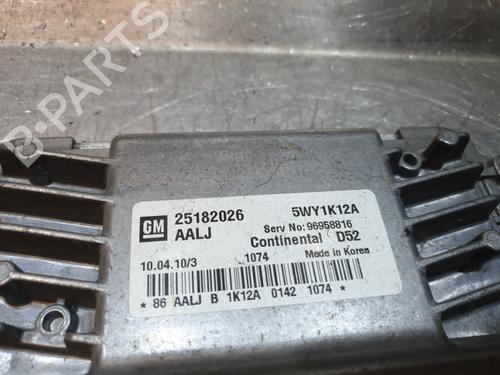 B-PARTS
GM 25182026 5WY1K12A
AALJ Serv No: 96958816
Continental D52
10.04.10/3 1074 Made in Korea
* 86 AALJ B 1K12A 0142 1074 *